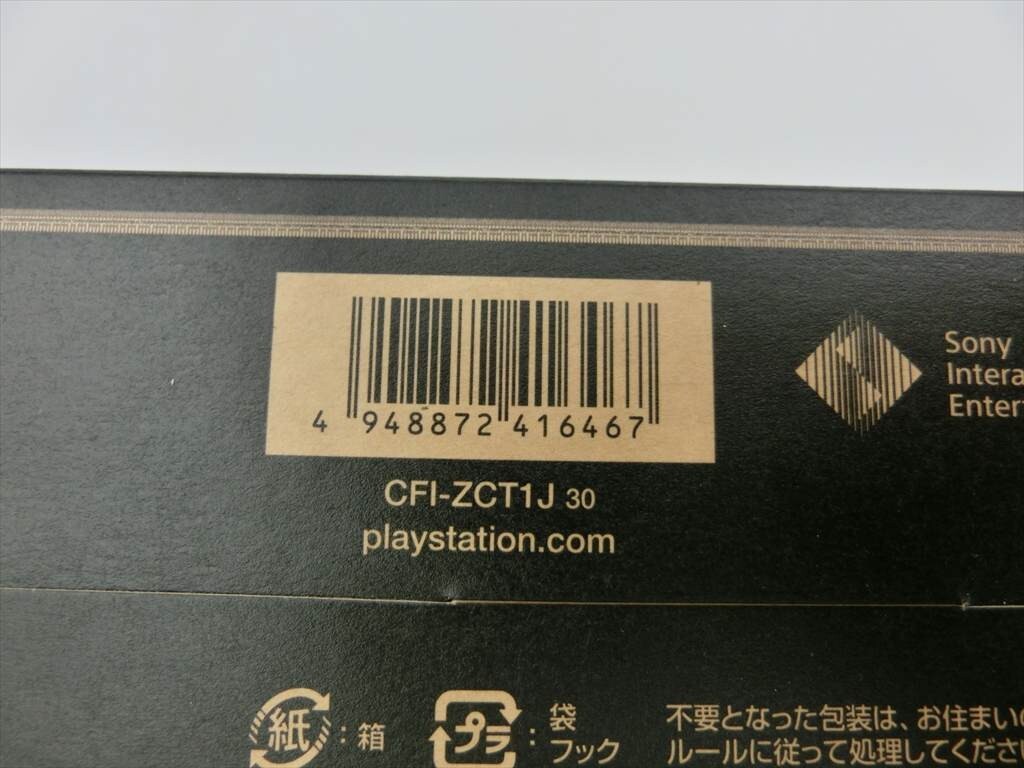 4 948872 416467
CFI-ZCT1J 30
playstation.com
Sony
Intera
Enter
紙 : 箱
プラ : 袋
フック
不要となった包装は、お住まい
ルールに従って処理してくださ